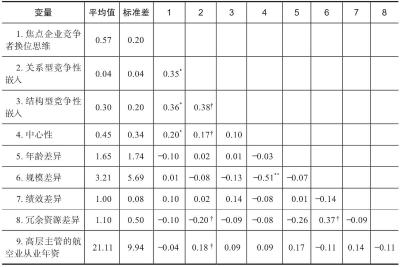 变量 平均值 标准差 1 2 3 4 5 6 7 8
1. 焦点企业竞争
者换位思维 0.57 0.20
2. 关系型竞争性
嵌入 0.04 0.04 0.35*
3. 结构型竞争性
嵌入 0.30 0.20 0.36* 0.38†
4. 中心性 0.45 0.34 0.20* 0.17† 0.10
5. 年龄差异 1.65 1.74 −0.10 0.02 0.01 −0.03
6. 规模差异 3.21 5.69 0.01 −0.08 −0.13 −0.51** −0.07
7. 绩效差异 1.00 0.08 0.10 0.02 0.14 −0.08 0.01 −0.14
8. 冗余资源差异 1.10 0.50 −0.10 −0.20† −0.09 −0.08 −0.26 0.37† −0.09
9. 高层主管的航
空业从业年资 21.11 9.94 −0.04 0.18† 0.09 0.09 0.17 −0.11 0.14 −0.11